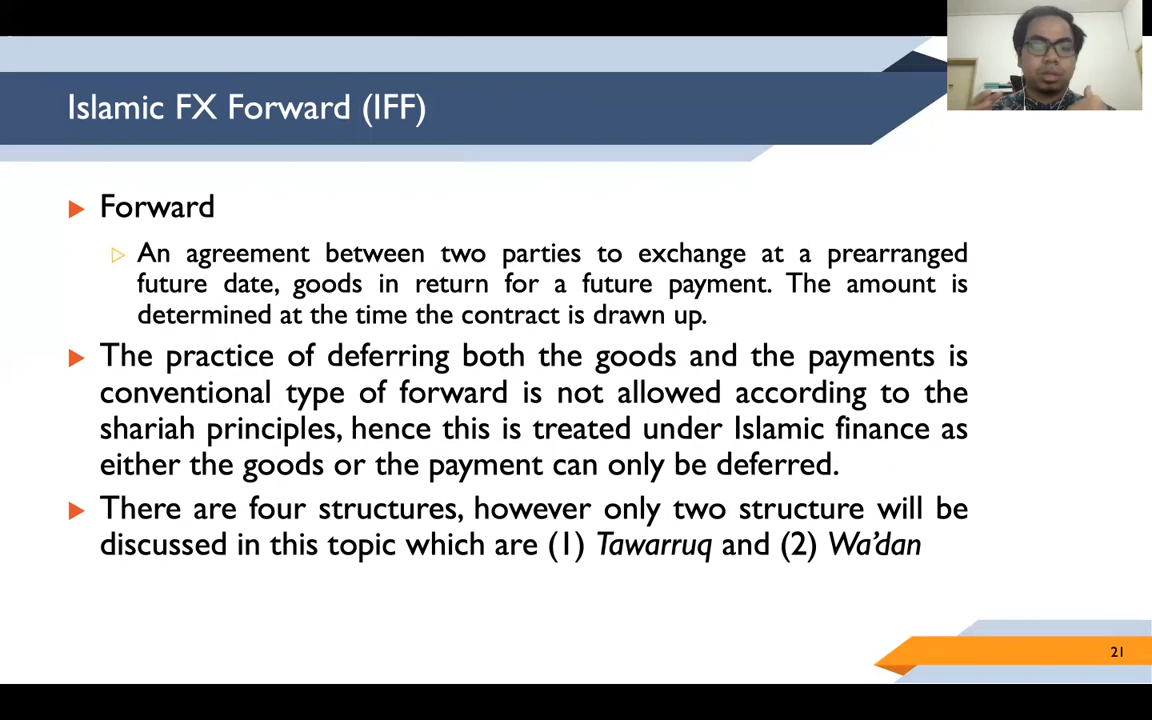 Islamic FX Forward (IFF)
Forward
An agreement between two parties to exchange at a prearranged
future date, goods in return for a future payment. The amount is
determined at the time the contract is drawn up.
The practice of deferring both the goods and the payments is
conventional type of forward is not allowed according to the
shariah principles, hence this is treated under Islamic finance as
either the goods or the payment can only be deferred.
There are four structures, however only two structure will be
discussed in this topic which are (1) Tawarruq and (2) Wa’dan
21